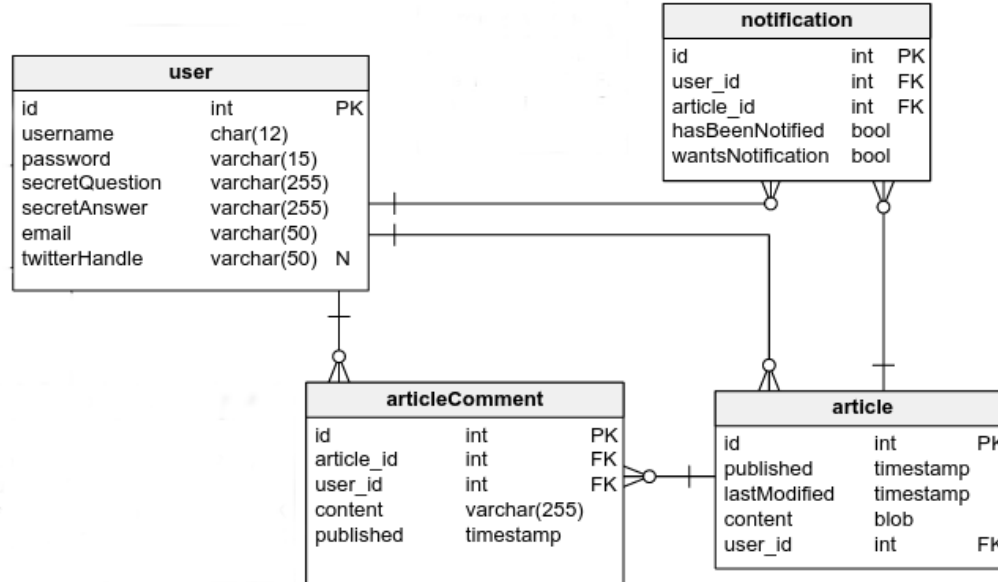 notification
id int PK
user_id int FK
article_id int FK
hasBeenNotified bool
wantsNotification bool
user
id int PK
username char(12)
password varchar(15)
secretQuestion varchar(255)
secretAnswer varchar(255)
email varchar(50)
twitterHandle varchar(50) N
articleComment
id int PK
article_id int FK
user_id int FK
content varchar(255)
published timestamp
article
id int PK
published timestamp
lastModified timestamp
content blob
user_id int FK